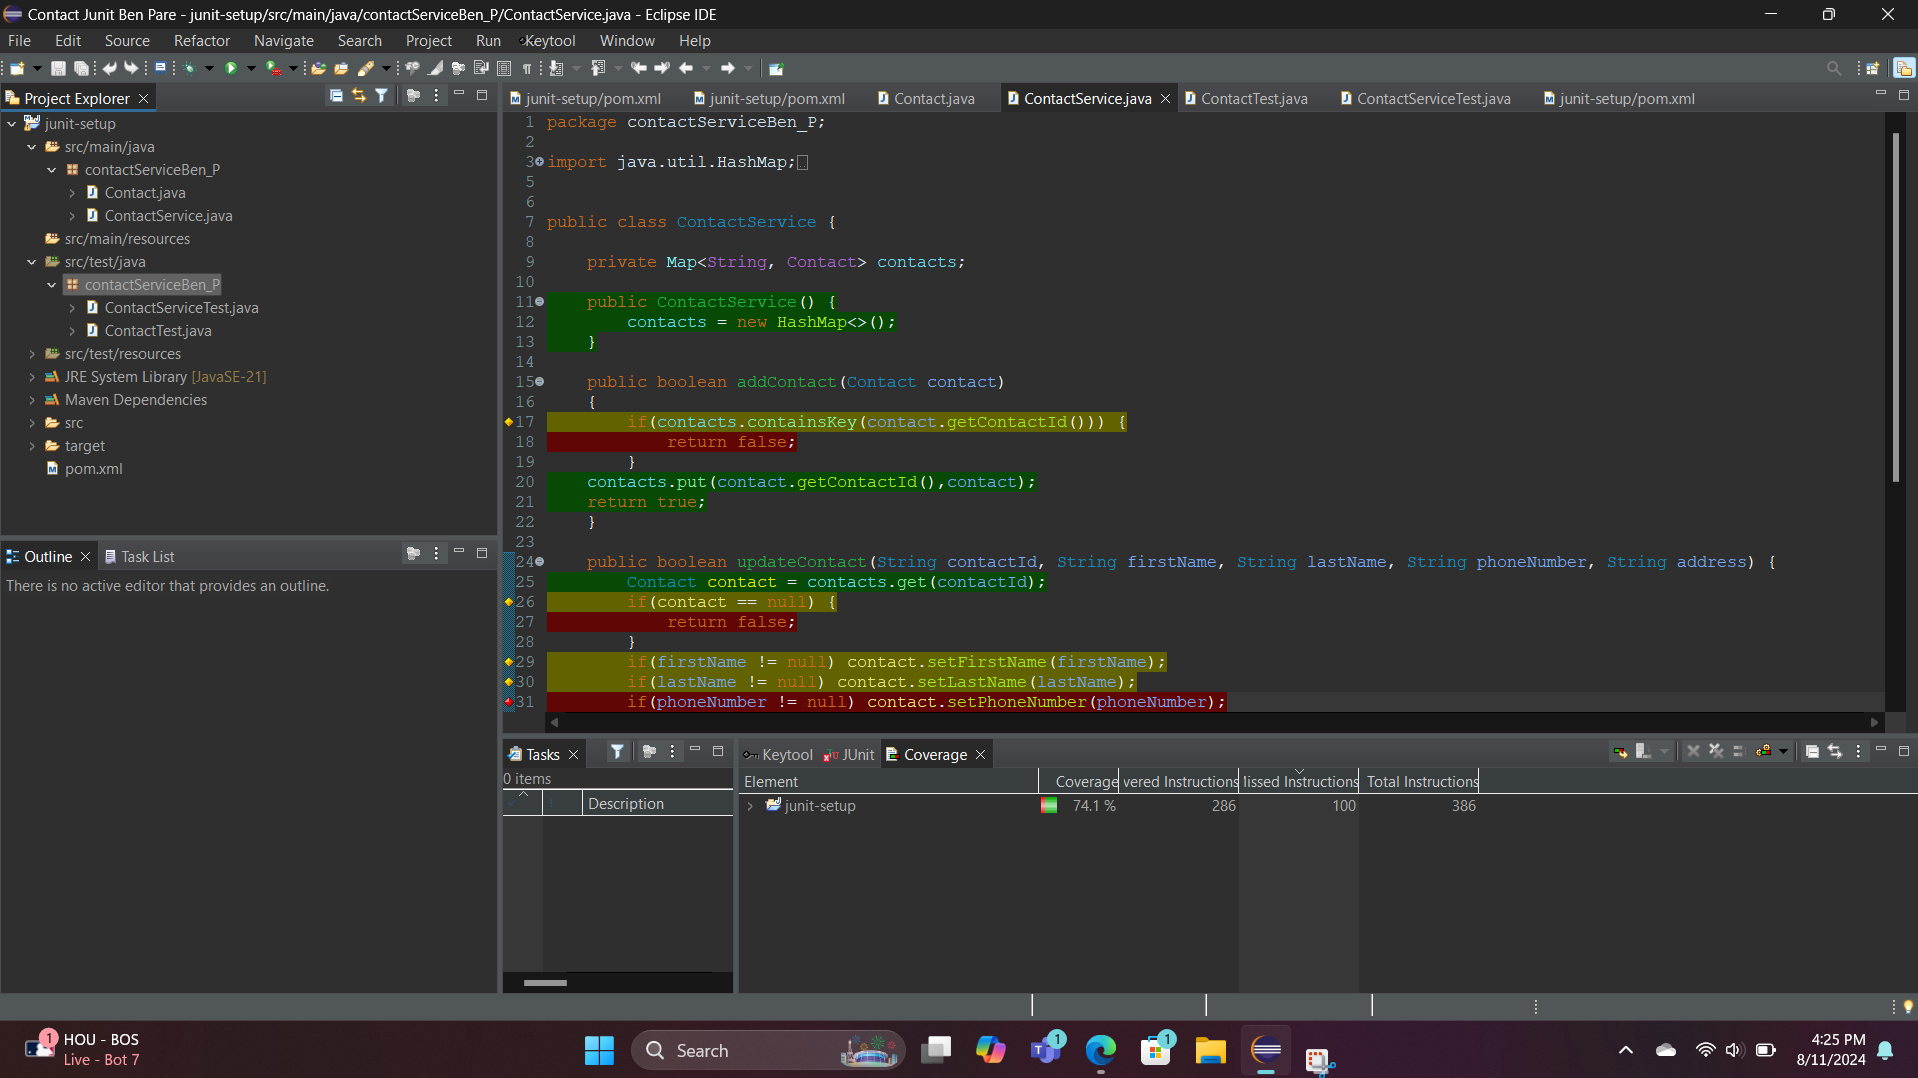 Contact Junit Ben Pare - junit-setup/src/main/java/contactServiceBen_P/ContactService.java - Eclipse IDE
File Edit Source Refactor Navigate Search Project Run Keytool Window Help
Project Explorer
junit-setup
src/main/java
contactServiceBen_P
Contact.java
ContactService.java
src/main/resources
src/test/java
contactServiceBen_P
ContactServiceTest.java
ContactTest.java
src/test/resources
JRE System Library [JavaSE-21]
Maven Dependencies
src
target
pom.xml
Outline Task List
There is no active editor that provides an outline.
junit-setup/pom.xml junit-setup/pom.xml Contact.java ContactService.java ContactTest.java ContactServiceTest.java junit-setup/pom.xml
1 package contactServiceBen_P;
2
3 import java.util.HashMap;
5
6
7 public class ContactService {
8
9 private Map<String, Contact> contacts;
10
11 public ContactService() {
12 contacts = new HashMap<>();
13 }
14
15 public boolean addContact(Contact contact)
16 {
17 if(contacts.containsKey(contact.getContactId())) {
18 return false;
19 }
20 contacts.put(contact.getContactId(),contact);
21 return true;
22 }
23
24 public boolean updateContact(String contactId, String firstName, String lastName, String phoneNumber, String address) {
25 Contact contact = contacts.get(contactId);
26 if(contact == null) {
27 return false;
28 }
29 if(firstName != null) contact.setFirstName(firstName);
30 if(lastName != null) contact.setLastName(lastName);
31 if(phoneNumber != null) contact.setPhoneNumber(phoneNumber);
Tasks
0 items
Description
Keytool JUnit Coverage
Element Coverage vered Instructions lissed Instructions Total Instructions
junit-setup 74.1 % 286 100 386
1 HOU - BOS
Live - Bot 7
Search
1
1
4:25 PM
8/11/2024